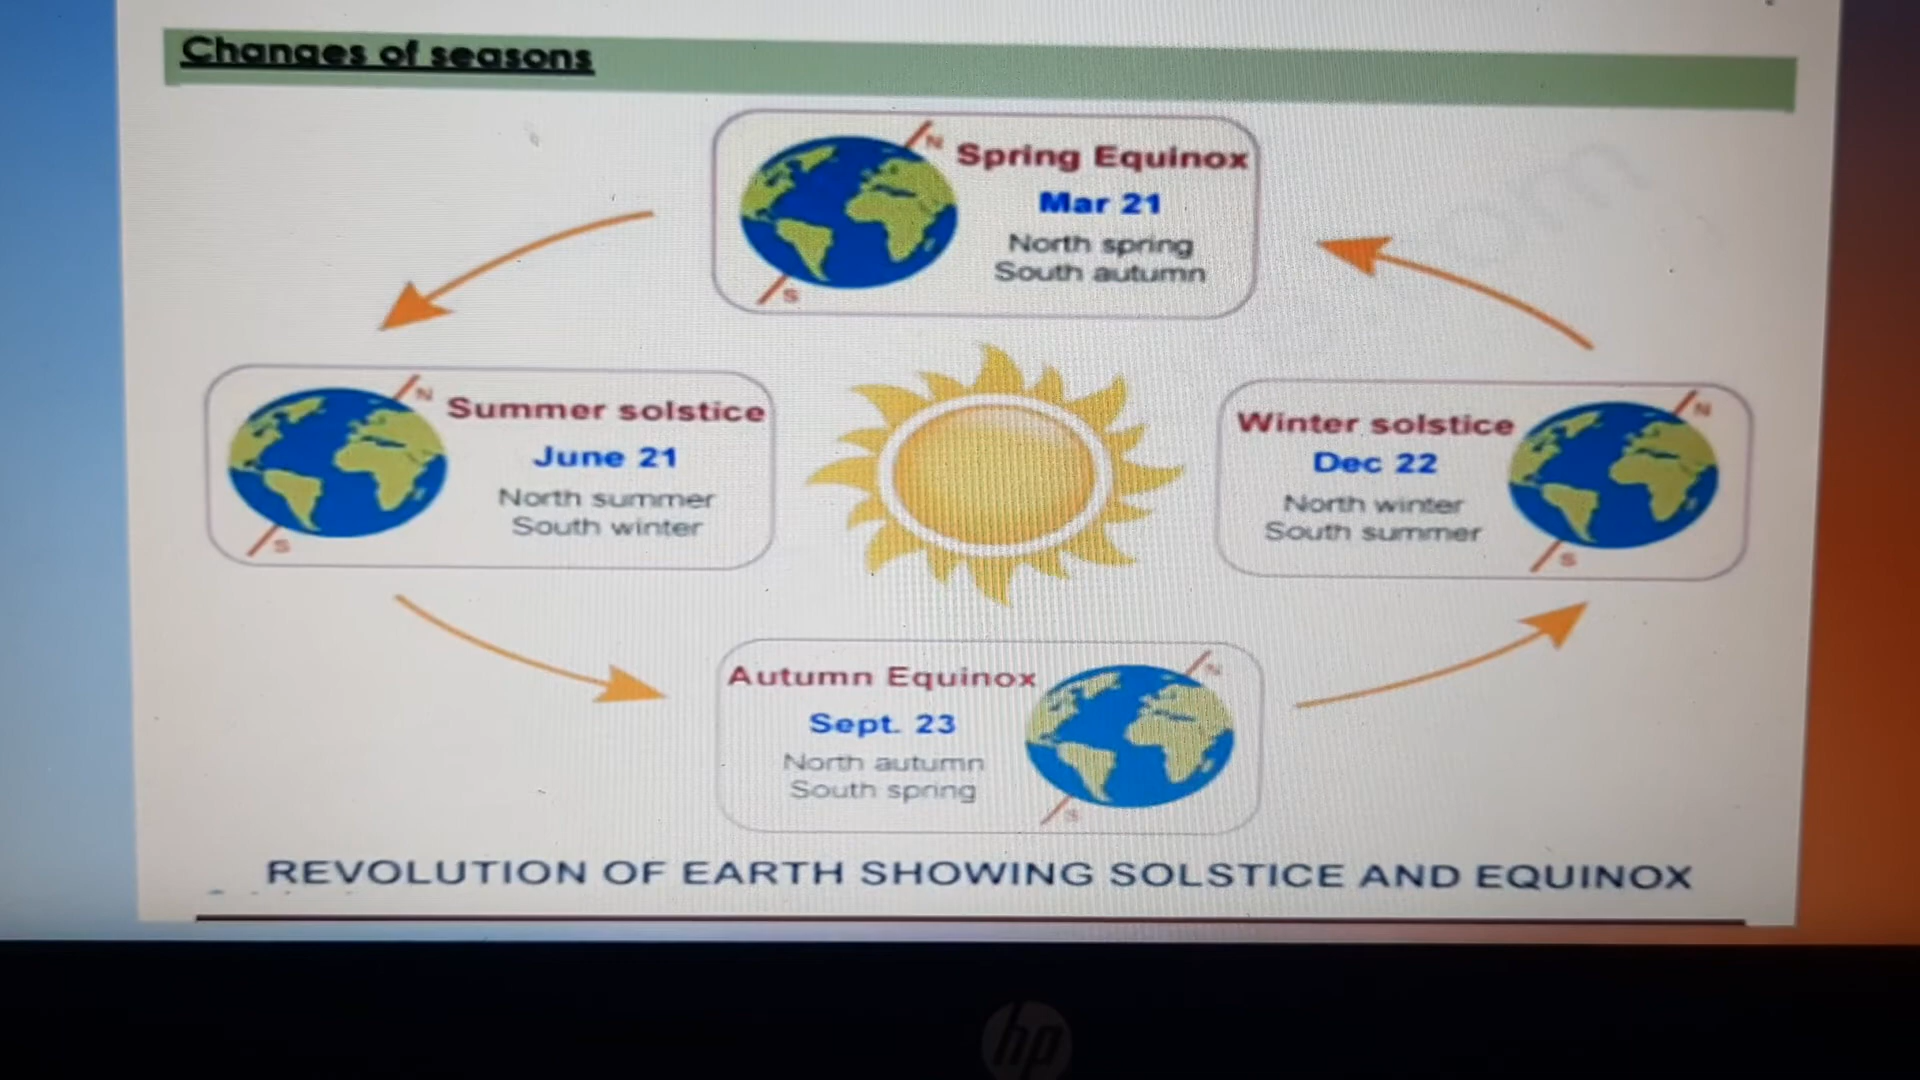 Changes of seasons
N
Spring Equinox
Mar 21
North spring
South autumn
S
N
Summer solstice
June 21
North summer
South winter
S
Winter solstice
Dec 22
North winter
South summer
N
S
Autumn Equinox
Sept. 23
North autumn
South spring
N
S
REVOLUTION OF EARTH SHOWING SOLSTICE AND EQUINOX
hp